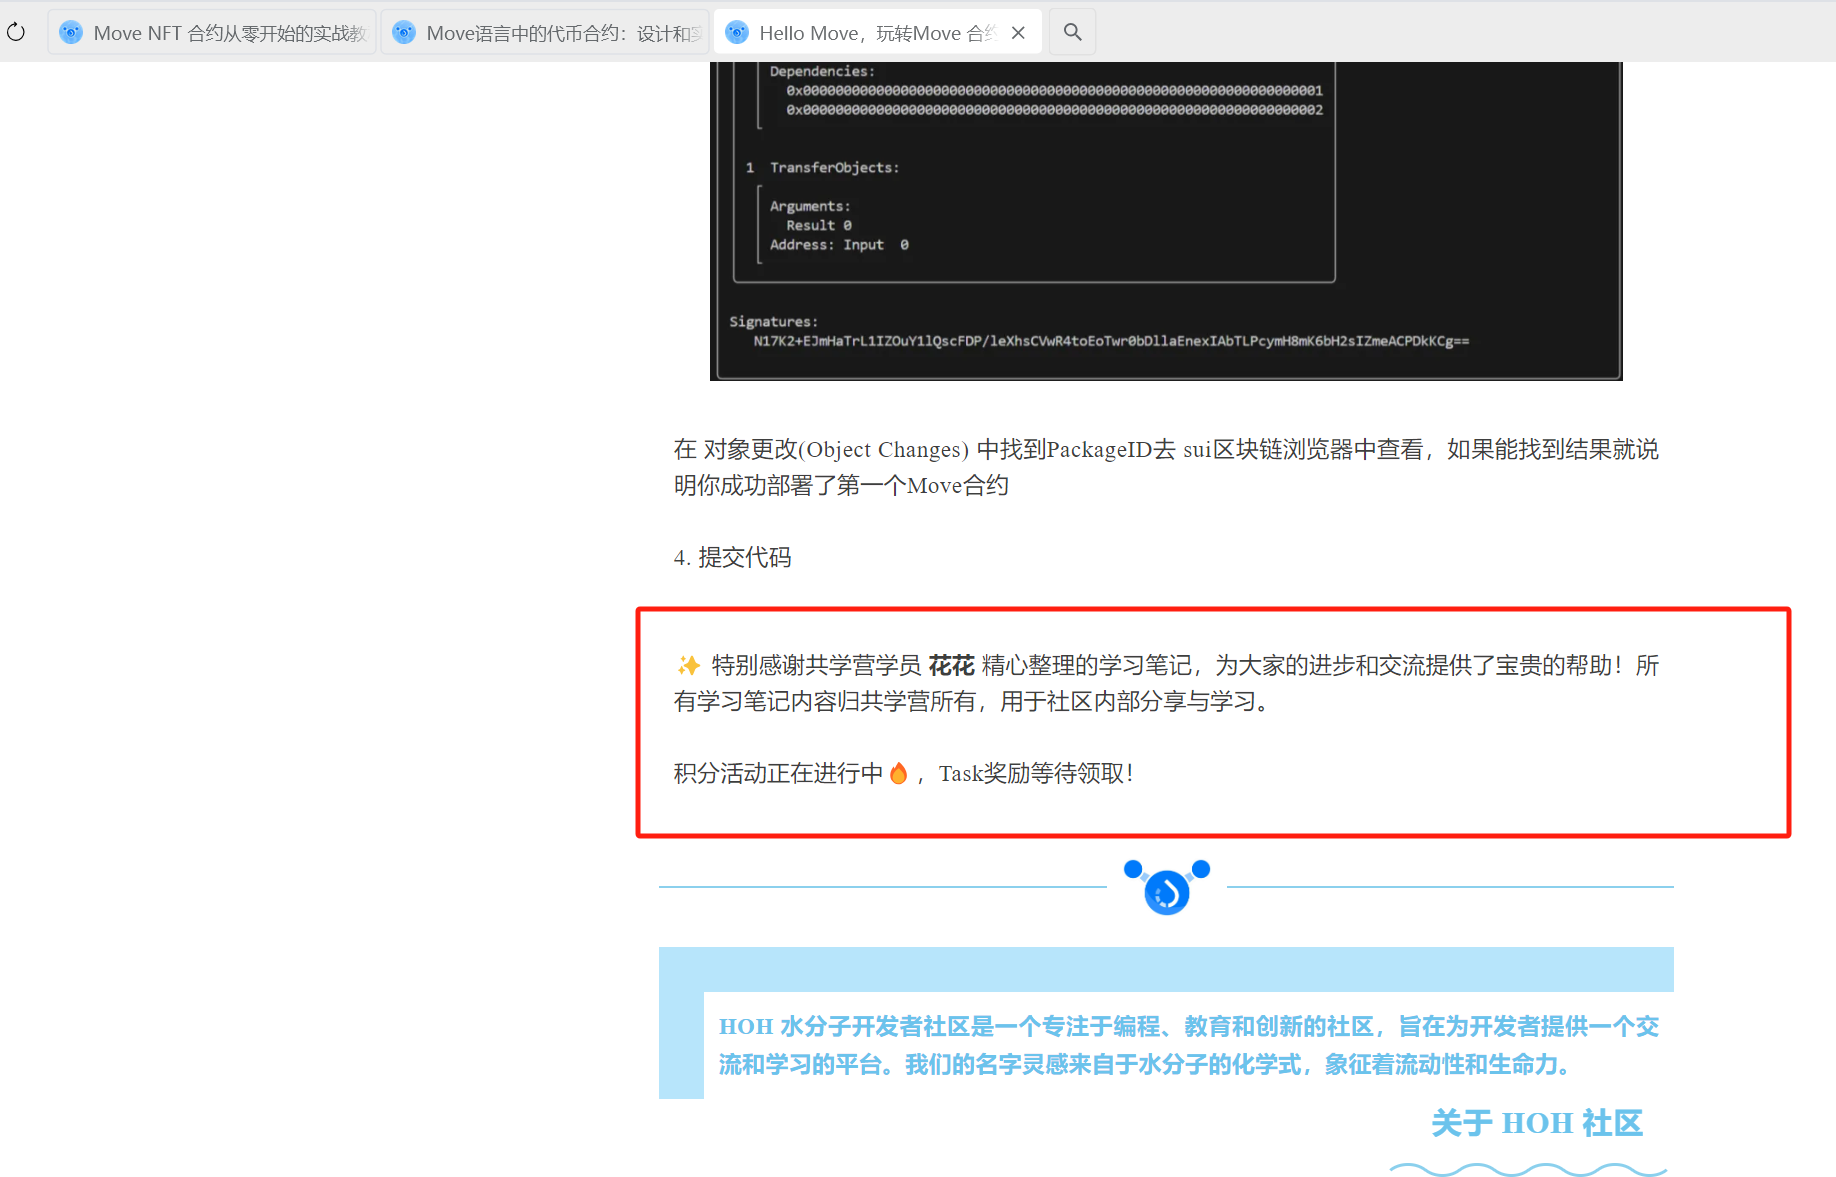 Move NFT 合约从零开始的实战教
Move语言中的代币合约：设计和实
Hello Move，玩转Move 合约
Dependencies:
0x0000000000000000000000000000000000000000000000000000000000000001
0x0000000000000000000000000000000000000000000000000000000000000002
1 TransferObjects:
Arguments:
Result 0
Address: Input 0
Signatures:
N17K2+EJmHaTrL1IZOuY1lQscFDP/leXhsCVwR4toEoTwr0bDllaEnexIAbTLPcymH8mK6bH2sIZmeACPDkKCg==
在 对象更改(Object Changes) 中找到PackageID去 sui区块链浏览器中查看，如果能找到结果就说
明你成功部署了第一个Move合约
4. 提交代码
✨ 特别感谢共学营学员 花花 精心整理的学习笔记，为大家的进步和交流提供了宝贵的帮助！所
有学习笔记内容归共学营所有，用于社区内部分享与学习。
积分活动正在进行中🔥，Task奖励等待领取！
HOH 水分子开发者社区是一个专注于编程、教育和创新的社区，旨在为开发者提供一个交
流和学习的平台。我们的名字灵感来自于水分子的化学式，象征着流动性和生命力。
关于 HOH 社区